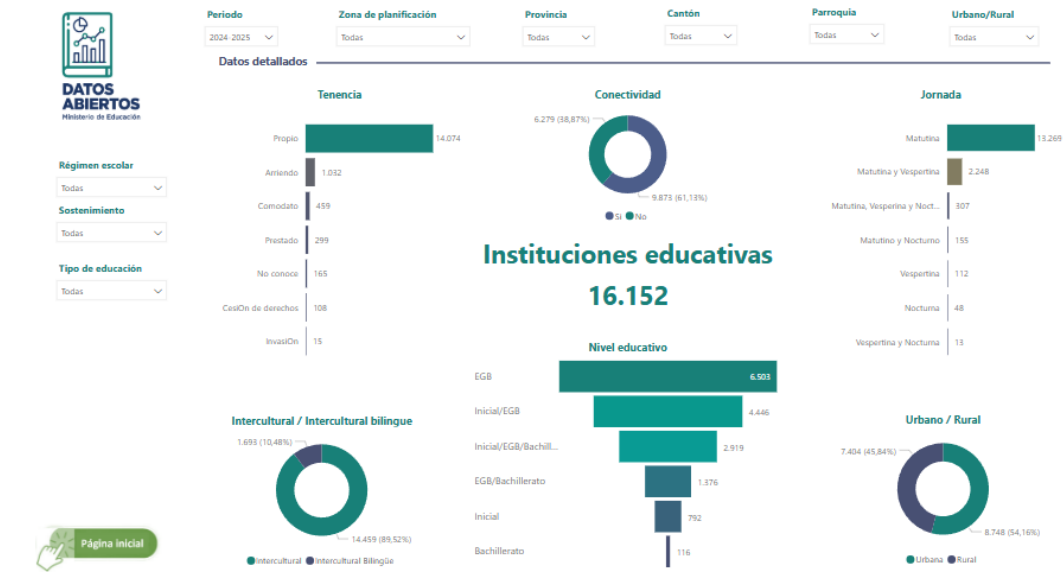 Periodo
Zona de planificación
Provincia
Cantón
Parroquia
Urbano/Rural
2024-2025
Todas
Todas
Todas
Todas
Todas
DATOS
ABIERTOS
Ministerio de Educación
Régimen escolar
Todas
Sostenimiento
Todas
Tipo de educación
Todas
Página inicial
Datos detallados
Tenencia
Propio 14.074
Arriendo 1.032
Comodato 459
Prestado 299
No conoce 165
CesiOn de derechos 108
InvasiOn 15
Conectividad
6.279 (38,87%)
9.873 (61,13%)
Si No
Jornada
Matutina 13.269
Matutina y Vespertina 2.248
Matutina, Vesperina y Noct... 307
Matutino y Nocturno 155
Vespertina 112
Nocturna 48
Vespertina y Nocturna 13
Instituciones educativas
16.152
Nivel educativo
EGB 6.503
Inicial/EGB 4.446
Inicial/EGB/Bachill... 2.919
EGB/Bachillerato 1.376
Inicial 792
Bachillerato 116
Intercultural / Intercultural bilingue
1.693 (10,48%)
14.459 (89,52%)
Intercultural Intercultural Bilingüe
Urbano / Rural
7.404 (45,84%)
8.748 (54,16%)
Urbana Rural